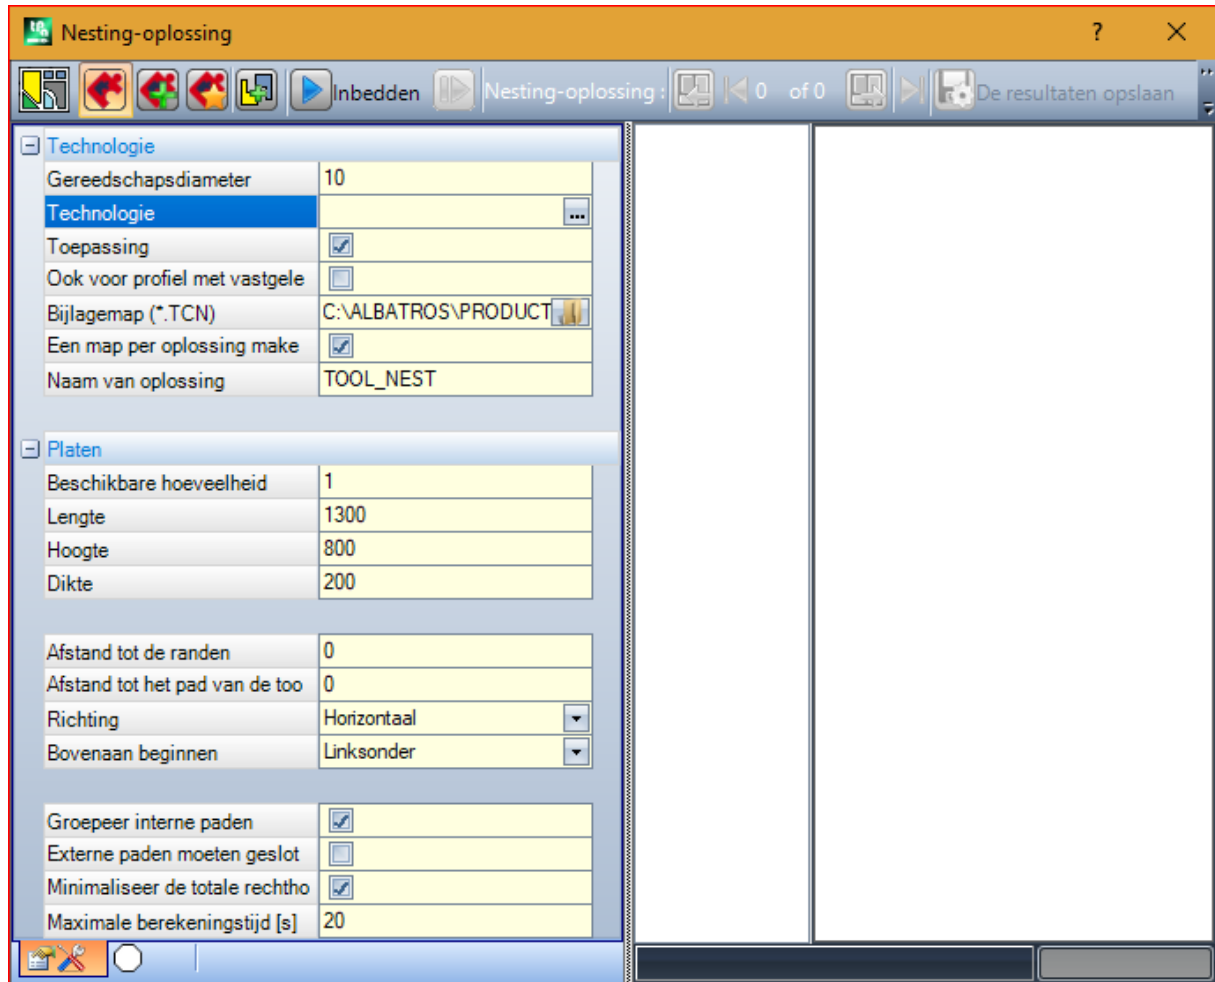 Nesting-oplossing ?
Inbedden Nesting-oplossing : 0 of 0 De resultaten opslaan
Technologie
Gereedschapsdiameter 10
Technologie ...
Toepassing
Ook voor profiel met vastgele
Bijlagemap (*.TCN) C:\ALBATROS\PRODUCT
Een map per oplossing make
Naam van oplossing TOOL_NEST
Platen
Beschikbare hoeveelheid 1
Lengte 1300
Hoogte 800
Dikte 200
Afstand tot de randen 0
Afstand tot het pad van de too 0
Richting Horizontaal
Bovenaan beginnen Linksonder
Groepeer interne paden
Externe paden moeten geslot
Minimaliseer de totale rechtho
Maximale berekeningstijd [s] 20